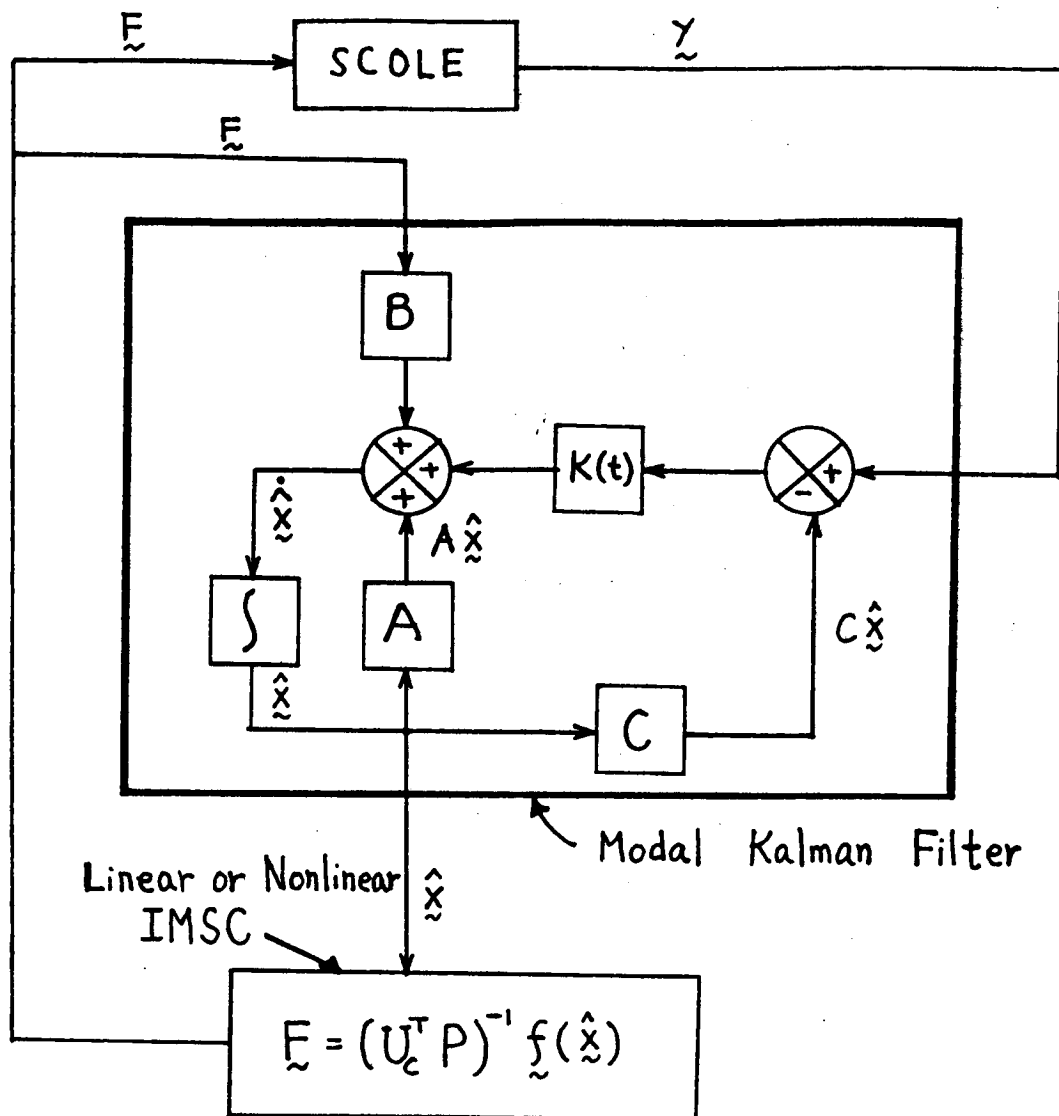 F
SCOLE
y
F
B
+
+
+
K(t)
+
-
ẋ̂
A x̂
∫
A
C x̂
x̂
C
Modal Kalman Filter
Linear or Nonlinear
IMSC
x̂
F = (U_c^T P)^{-1} f(x̂)